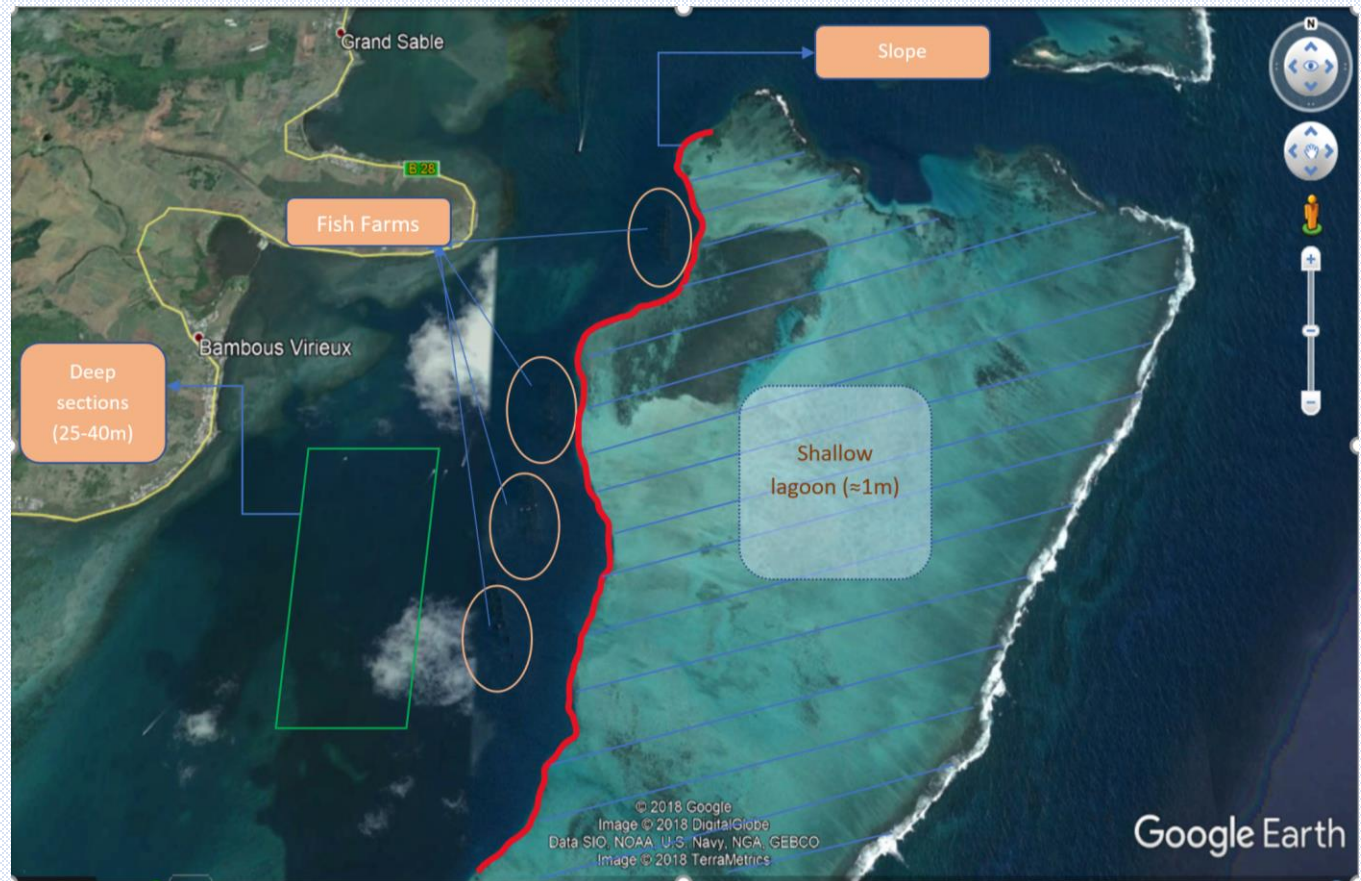 Grand Sable
Slope
N
B 28
Fish Farms
Bambous Virieux
Deep
sections
(25-40m)
Shallow
lagoon (≈1m)
© 2018 Google
Image © 2018 DigitalGlobe
Data SIO, NOAA, U.S. Navy, NGA, GEBCO
Image © 2018 TerraMetrics
Google Earth